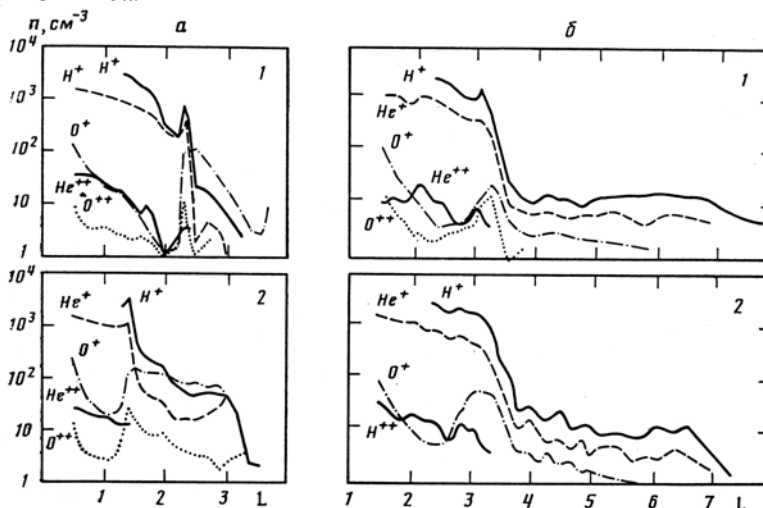 n, см⁻³ а б
10⁴
10³
10²
10
1
H⁺ H⁺ 1
O⁺
He⁺⁺
O⁺⁺
H⁺ 1
He⁺
O⁺
He⁺⁺
O⁺⁺
10⁴
10³
10²
10
1
He⁺ H⁺ 2
O⁺
He⁺⁺
O⁺⁺
1 2 3 L
He⁺ H⁺ 2
O⁺
H⁺⁺
1 2 3 4 5 6 7 L